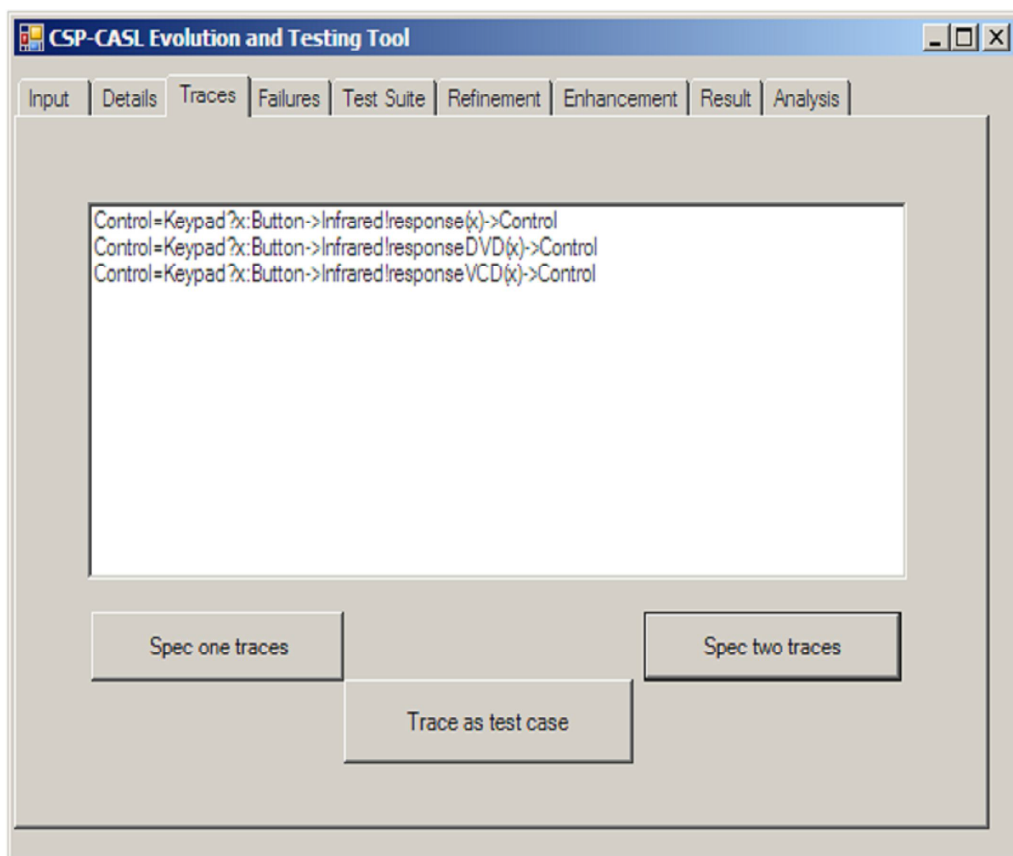 CSP-CASL Evolution and Testing Tool
Input Details Traces Failures Test Suite Refinement Enhancement Result Analysis
Control=Keypad?x:Button->Infrared!response(x)->Control
Control=Keypad?x:Button->Infrared!responseDVD(x)->Control
Control=Keypad?x:Button->Infrared!responseVCD(x)->Control
Spec one traces Spec two traces
Trace as test case